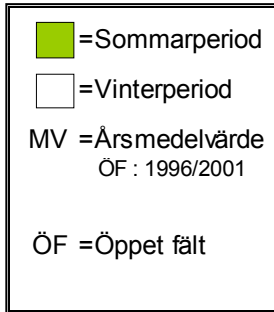 =Sommarperiod
=Vinterperiod
MV =Årsmedelvärde
ÖF : 1996/2001
ÖF =Öppet fält